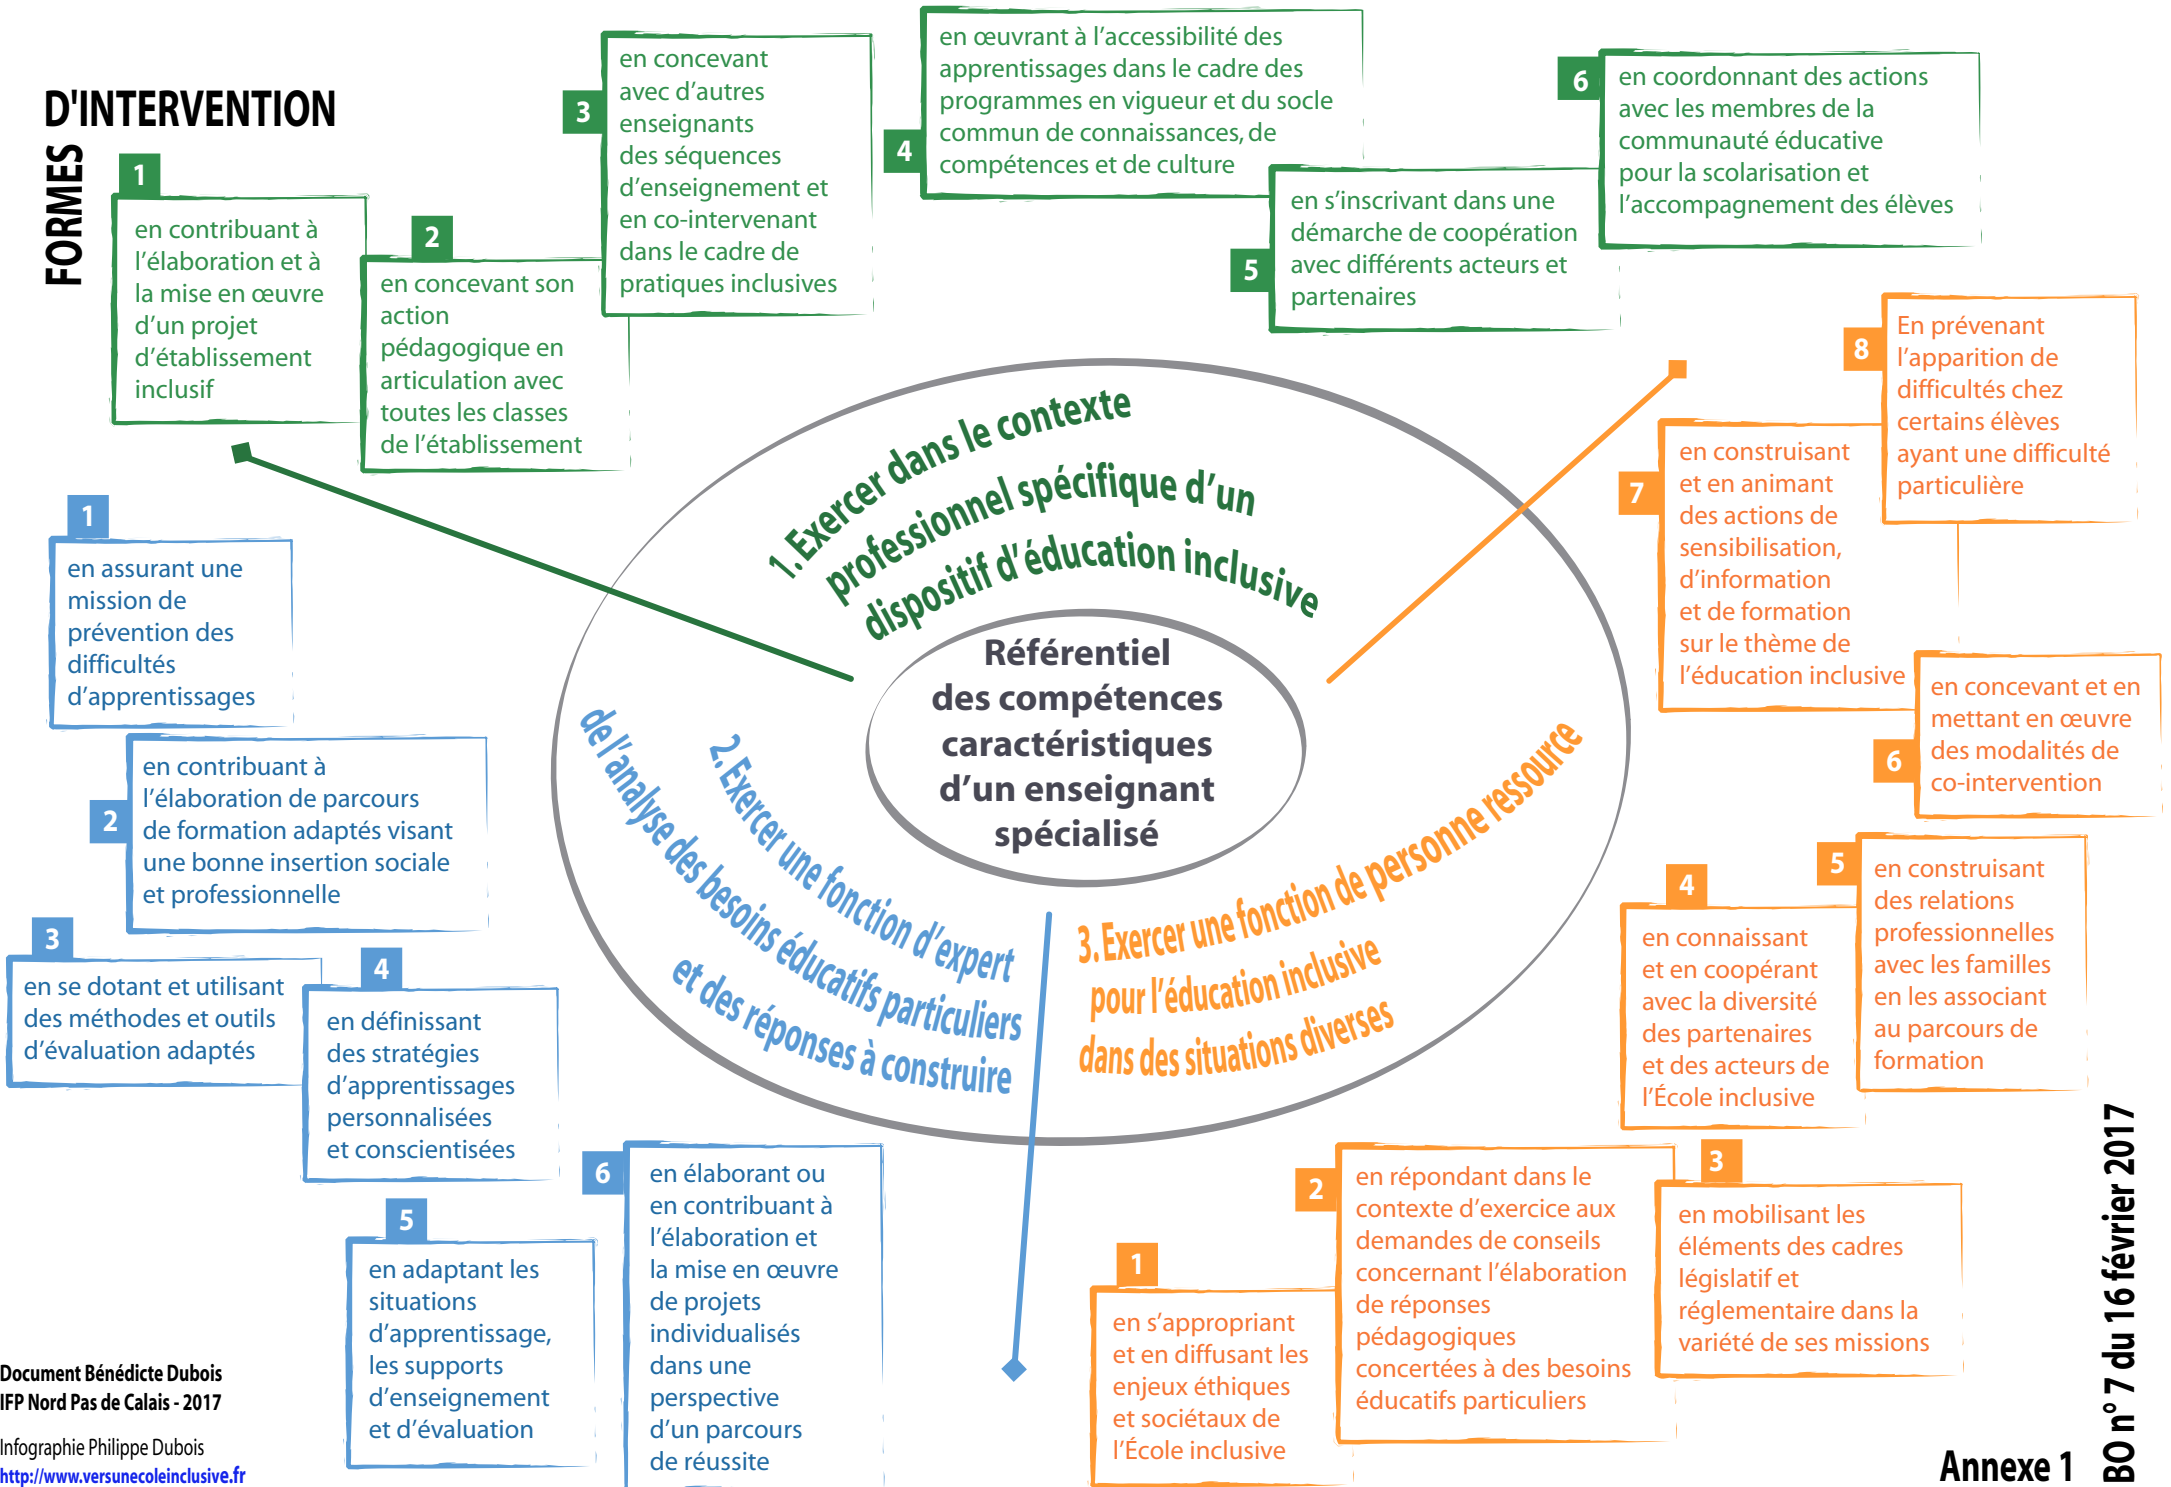 D'INTERVENTION
FORMES
1
en contribuant à
l'élaboration et à
la mise en œuvre
d'un projet
d'établissement
inclusif
2
en concevant son
action
pédagogique en
articulation avec
toutes les classes
de l'établissement
3
en concevant
avec d'autres
enseignants
des séquences
d'enseignement et
en co-intervenant
dans le cadre de
pratiques inclusives
4
en œuvrant à l'accessibilité des
apprentissages dans le cadre des
programmes en vigueur et du socle
commun de connaissances, de
compétences et de culture
5
en s'inscrivant dans une
démarche de coopération
avec différents acteurs et
partenaires
6
en coordonnant des actions
avec les membres de la
communauté éducative
pour la scolarisation et
l'accompagnement des élèves
1. Exercer dans le contexte
professionnel spécifique d'un
dispositif d'éducation inclusive
Référentiel
des compétences
caractéristiques
d'un enseignant
spécialisé
2. Exercer une fonction d'expert
de l'analyse des besoins éducatifs particuliers
et des réponses à construire
3. Exercer une fonction de personne ressource
pour l'éducation inclusive
dans des situations diverses
1
en assurant une
mission de
prévention des
difficultés
d'apprentissages
2
en contribuant à
l'élaboration de parcours
de formation adaptés visant
une bonne insertion sociale
et professionnelle
3
en se dotant et utilisant
des méthodes et outils
d'évaluation adaptés
4
en définissant
des stratégies
d'apprentissages
personnalisées
et conscientisées
5
en adaptant les
situations
d'apprentissage,
les supports
d'enseignement
et d'évaluation
6
en élaborant ou
en contribuant à
l'élaboration et
la mise en œuvre
de projets
individualisés
dans une
perspective
d'un parcours
de réussite
1
en s'appropriant
et en diffusant les
enjeux éthiques
et sociétaux de
l'École inclusive
2
en répondant dans le
contexte d'exercice aux
demandes de conseils
concernant l'élaboration
de réponses
pédagogiques
concertées à des besoins
éducatifs particuliers
3
en mobilisant les
éléments des cadres
législatif et
réglementaire dans la
variété de ses missions
4
en connaissant
et en coopérant
avec la diversité
des partenaires
et des acteurs de
l'École inclusive
5
en construisant
des relations
professionnelles
avec les familles
en les associant
au parcours de
formation
6
en concevant et en
mettant en œuvre
des modalités de
co-intervention
7
en construisant
et en animant
des actions de
sensibilisation,
d'information
et de formation
sur le thème de
l'éducation inclusive
8
En prévenant
l'apparition de
difficultés chez
certains élèves
ayant une difficulté
particulière
Document Bénédicte Dubois
IFP Nord Pas de Calais - 2017
Infographie Philippe Dubois
http://www.versunecoleinclusive.fr
Annexe 1
BO n° 7 du 16 février 2017